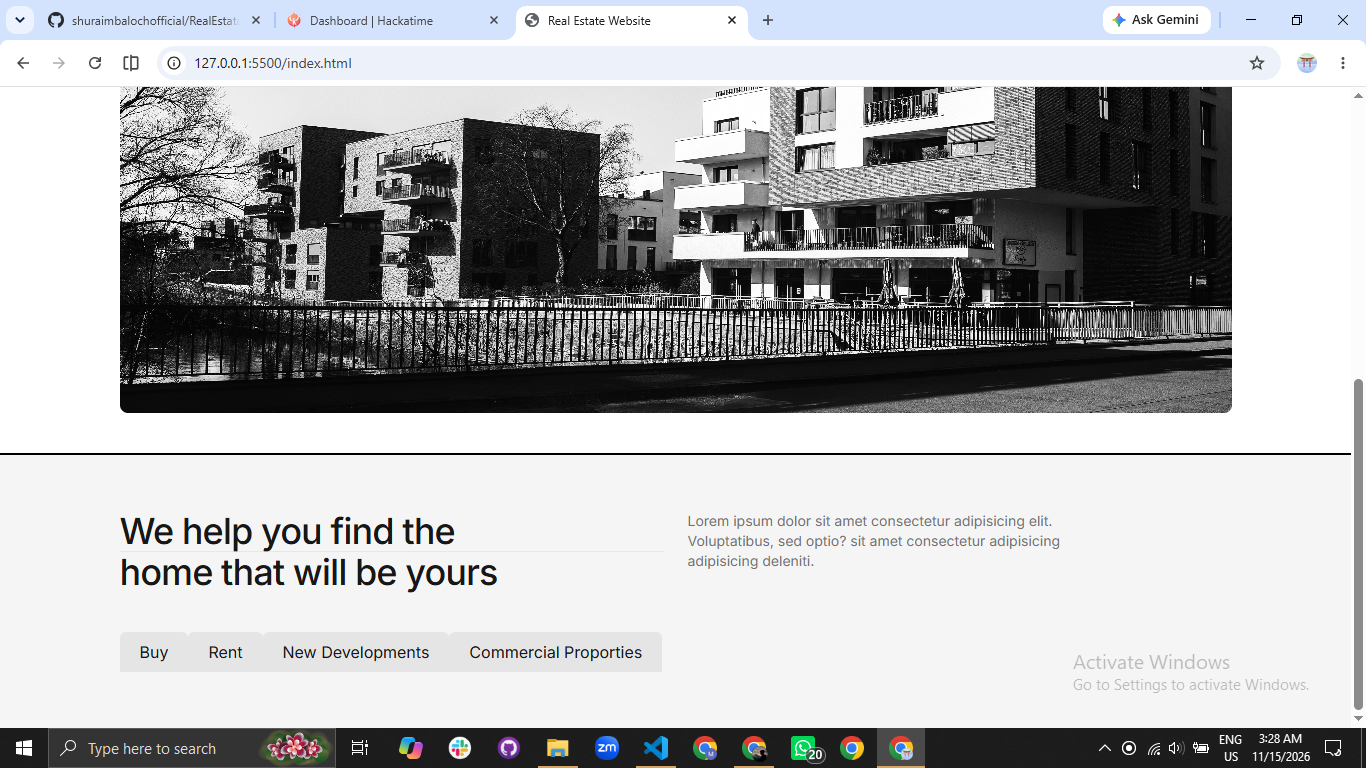 shuraimbalochofficial/RealEstat
Dashboard | Hackatime
Real Estate Website
Ask Gemini
127.0.0.1:5500/index.html
We help you find the
home that will be yours
Lorem ipsum dolor sit amet consectetur adipisicing elit.
Voluptatibus, sed optio? sit amet consectetur adipisicing
adipisicing deleniti.
Buy
Rent
New Developments
Commercial Proporties
Activate Windows
Go to Settings to activate Windows.
Type here to search
zm
20
ENG
US
3:28 AM
11/15/2026